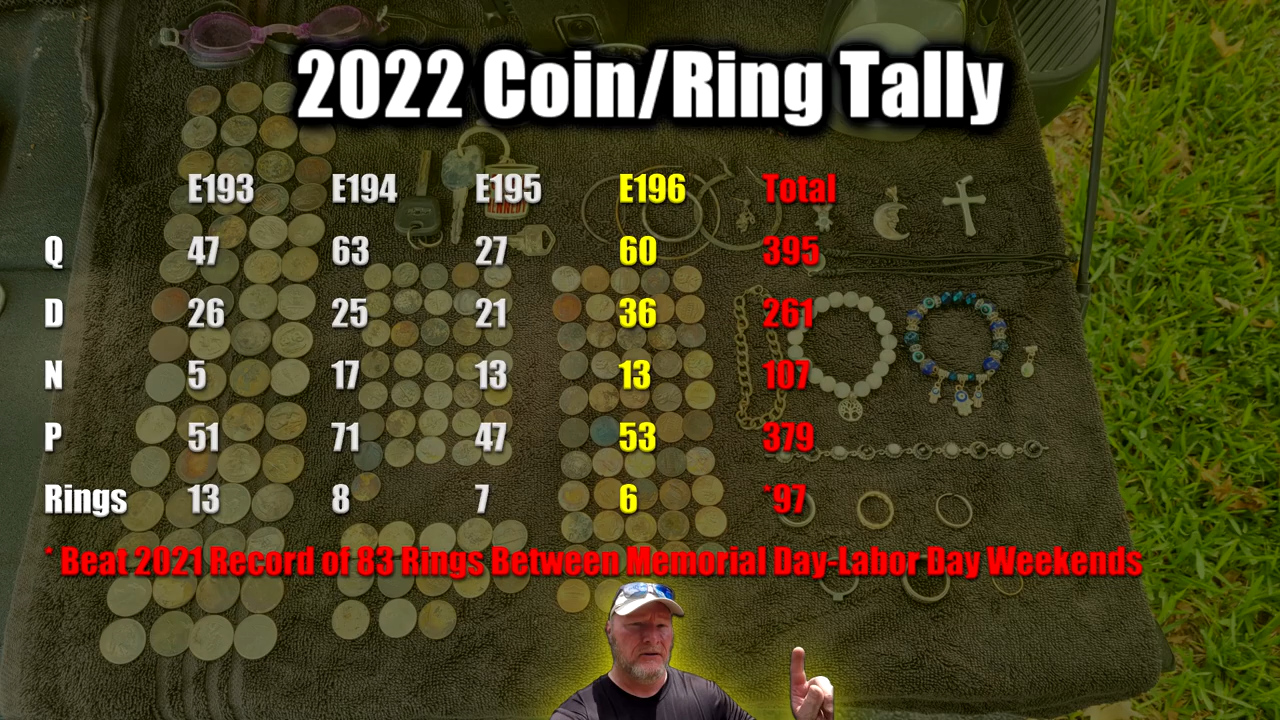 2022 Coin/Ring Tally
E193 E194 E195 E196 Total
Q 47 63 27 60 395
D 26 25 21 36 261
N 5 17 13 13 107
P 51 71 47 53 379
Rings 13 8 7 6 *97
* Beat 2021 Record of 83 Rings Between Memorial Day-Labor Day Weekends